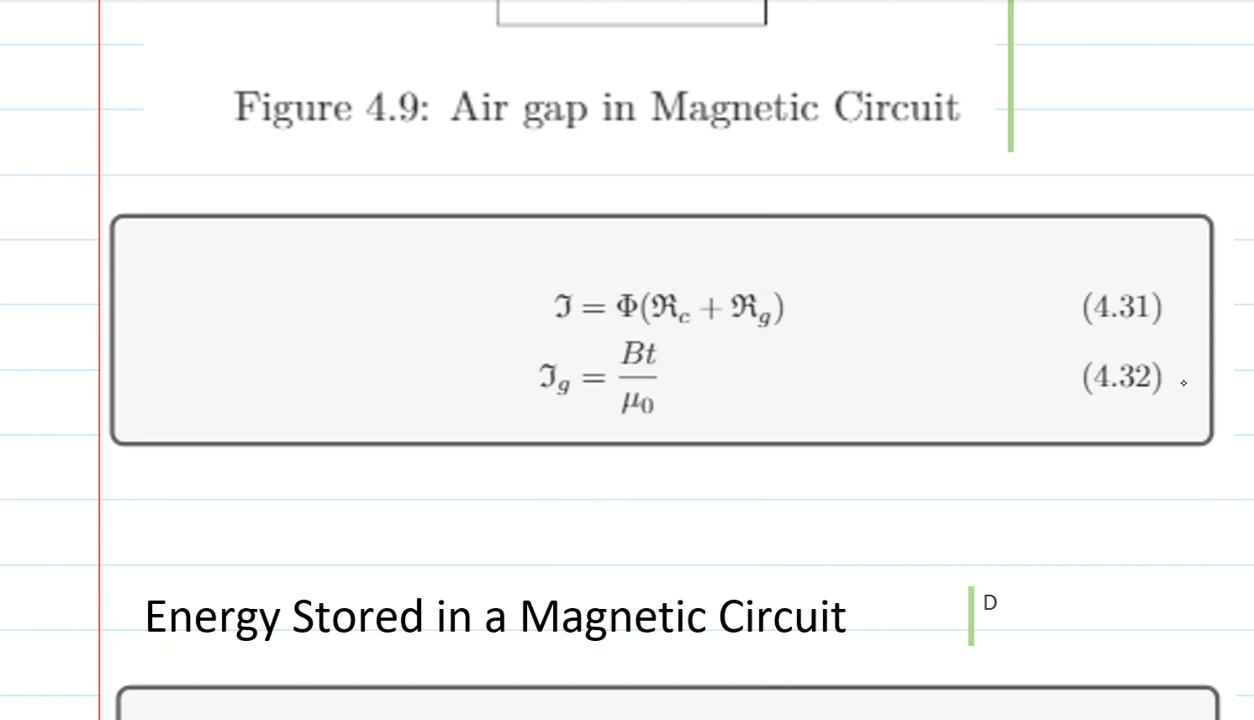 Figure 4.9: Air gap in Magnetic Circuit
ℑ = Φ(ℜ_c + ℜ_g) (4.31)
ℑ_g = Bt/μ₀ (4.32)
Energy Stored in a Magnetic Circuit
D